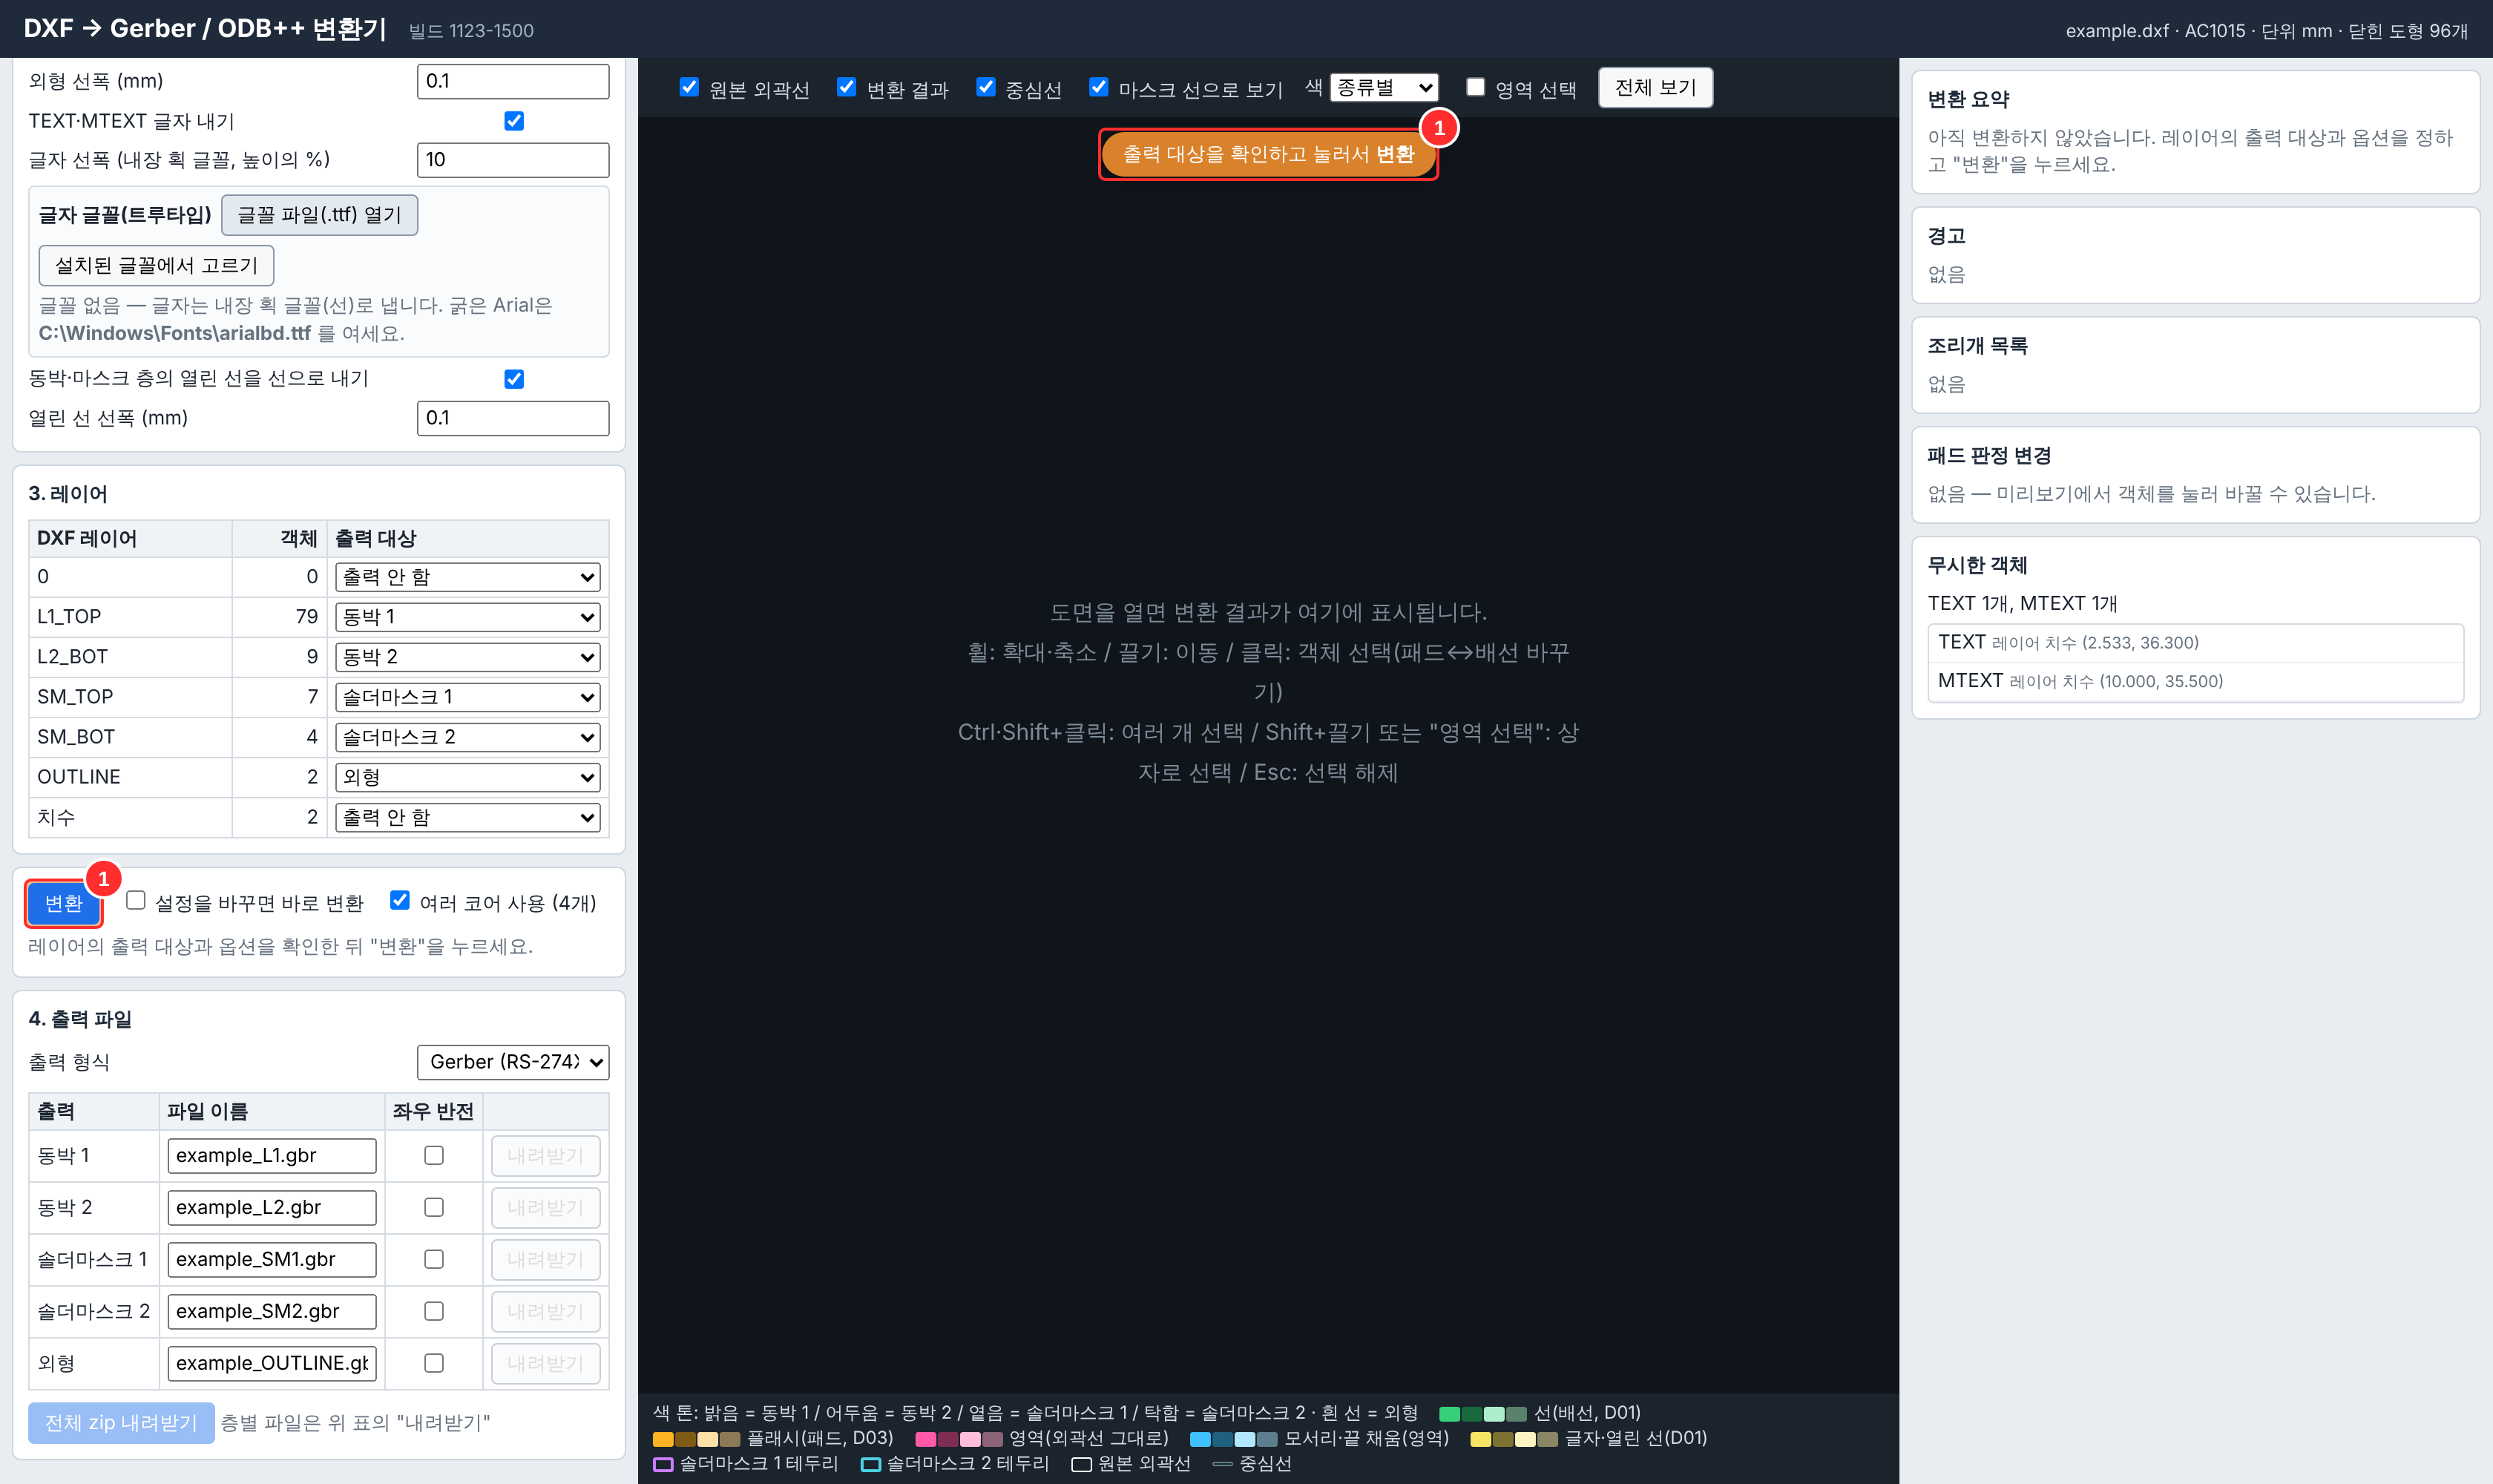 DXF → Gerber / ODB++ 변환기 빌드 1123-1500
example.dxf · AC1015 · 단위 mm · 닫힌 도형 96개
외형 선폭 (mm) 0.1
TEXT·MTEXT 글자 내기
글자 선폭 (내장 획 글꼴, 높이의 %) 10
글자 글꼴(트루타입) 글꼴 파일(.ttf) 열기
설치된 글꼴에서 고르기
글꼴 없음 — 글자는 내장 획 글꼴(선)로 냅니다. 굵은 Arial은
C:\Windows\Fonts\arialbd.ttf 를 여세요.
동박·마스크 층의 열린 선을 선으로 내기
열린 선 선폭 (mm) 0.1
3. 레이어
DXF 레이어 객체 출력 대상
0 0 출력 안 함
L1_TOP 79 동박 1
L2_BOT 9 동박 2
SM_TOP 7 솔더마스크 1
SM_BOT 4 솔더마스크 2
OUTLINE 2 외형
치수 2 출력 안 함
1
변환 설정을 바꾸면 바로 변환 여러 코어 사용 (4개)
레이어의 출력 대상과 옵션을 확인한 뒤 "변환"을 누르세요.
4. 출력 파일
출력 형식 Gerber (RS-274X
출력 파일 이름 좌우 반전
동박 1 example_L1.gbr 내려받기
동박 2 example_L2.gbr 내려받기
솔더마스크 1 example_SM1.gbr 내려받기
솔더마스크 2 example_SM2.gbr 내려받기
외형 example_OUTLINE.gb 내려받기
전체 zip 내려받기 층별 파일은 위 표의 "내려받기"
원본 외곽선 변환 결과 중심선 마스크 선으로 보기 색 종류별 영역 선택 전체 보기
1
출력 대상을 확인하고 눌러서 변환
도면을 열면 변환 결과가 여기에 표시됩니다.
휠: 확대·축소 / 끌기: 이동 / 클릭: 객체 선택(패드↔배선 바꾸
기)
Ctrl·Shift+클릭: 여러 개 선택 / Shift+끌기 또는 "영역 선택": 상
자로 선택 / Esc: 선택 해제
색 톤: 밝음 = 동박 1 / 어두움 = 동박 2 / 옅음 = 솔더마스크 1 / 탁함 = 솔더마스크 2 · 흰 선 = 외형 선(배선, D01)
플래시(패드, D03) 영역(외곽선 그대로) 모서리·끝 채움(영역) 글자·열린 선(D01)
솔더마스크 1 테두리 솔더마스크 2 테두리 원본 외곽선 중심선
변환 요약
아직 변환하지 않았습니다. 레이어의 출력 대상과 옵션을 정하
고 "변환"을 누르세요.
경고
없음
조리개 목록
없음
패드 판정 변경
없음 — 미리보기에서 객체를 눌러 바꿀 수 있습니다.
무시한 객체
TEXT 1개, MTEXT 1개
TEXT 레이어 치수 (2.533, 36.300)
MTEXT 레이어 치수 (10.000, 35.500)